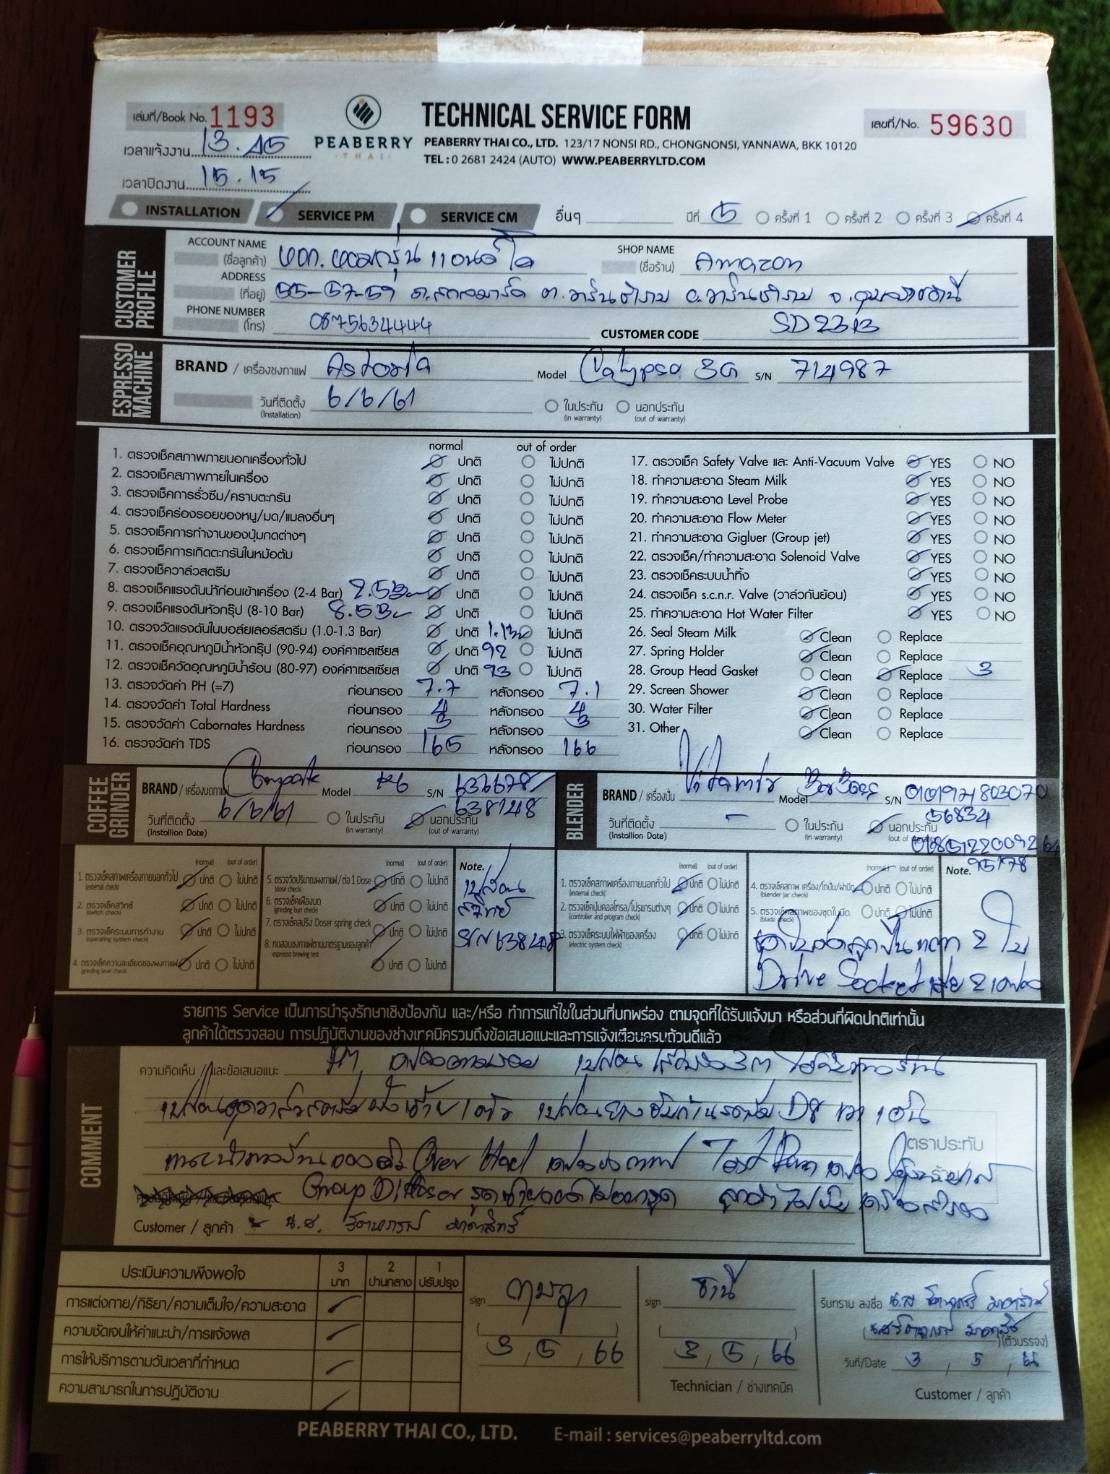 เล่มที่/Book No. 1193
TECHNICAL SERVICE FORM
เลขที่/No. 59630
PEABERRY
THAI
PEABERRY THAI CO., LTD. 123/17 NONSI RD., CHONGNONSI, YANNAWA, BKK 10120
TEL : 0 2681 2424 (AUTO) WWW.PEABERRYLTD.COM
เวลาแจ้งงาน 13.45
เวลาปิดงาน 15.15
INSTALLATION SERVICE PM SERVICE CM อื่นๆ ปีที่ 5 ครั้งที่ 1 ครั้งที่ 2 ครั้งที่ 3 ครั้งที่ 4
CUSTOMER PROFILE
ACCOUNT NAME (ชื่อลูกค้า) SHOP NAME (ชื่อร้าน) Amazon
ADDRESS (ที่อยู่) 55-57-59
PHONE NUMBER (โทร) 0875634444 CUSTOMER CODE SD2313
ESPRESSO MACHINE
BRAND / เครื่องชงกาแฟ Astoria Model Calypso 3G S/N 714987
วันที่ติดตั้ง (Installation) 6/6/61 ในประกัน (in warranty) นอกประกัน (out of warranty)
normal out of order
1. ตรวจเช็คสภาพภายนอกเครื่องทั่วไป ปกติ ไม่ปกติ
2. ตรวจเช็คสภาพภายในเครื่อง ปกติ ไม่ปกติ
3. ตรวจเช็คการรั่วซึม/คราบตะกรัน ปกติ ไม่ปกติ
4. ตรวจเช็คร่องรอยของหนู/มด/แมลงอื่นๆ ปกติ ไม่ปกติ
5. ตรวจเช็คการทำงานของปุ่มกดต่างๆ ปกติ ไม่ปกติ
6. ตรวจเช็คการเกิดตะกรันในหม้อต้ม ปกติ ไม่ปกติ
7. ตรวจเช็ควาล์วสตรีม ปกติ ไม่ปกติ
8. ตรวจเช็คแรงดันน้ำก่อนเข้าเครื่อง (2-4 Bar) 2.5 Bar ปกติ ไม่ปกติ
9. ตรวจเช็คแรงดันหัวกรุ๊ป (8-10 Bar) 8.5 Bar ปกติ ไม่ปกติ
10. ตรวจวัดแรงดันในบอล์ยเลอร์สตรีม (1.0-1.3 Bar) ปกติ ไม่ปกติ
11. ตรวจเช็คอุณหภูมิน้ำหัวกรุ๊ป (90-94) องศาเซลเซียส ปกติ 92 ไม่ปกติ
12. ตรวจเช็ควัดอุณหภูมิน้ำร้อน (80-97) องศาเซลเซียส ปกติ 93 ไม่ปกติ
13. ตรวจวัดค่า PH (=7) ก่อนกรอง 7.7 หลังกรอง 7.1
14. ตรวจวัดค่า Total Hardness ก่อนกรอง 4 หลังกรอง 4
15. ตรวจวัดค่า Cabornates Hardness ก่อนกรอง 3 หลังกรอง 3
16. ตรวจวัดค่า TDS ก่อนกรอง 165 หลังกรอง 166
17. ตรวจเช็ค Safety Valve และ Anti-Vacuum Valve YES NO
18. ทำความสะอาด Steam Milk YES NO
19. ทำความสะอาด Level Probe YES NO
20. ทำความสะอาด Flow Meter YES NO
21. ทำความสะอาด Gigluer (Group jet) YES NO
22. ตรวจเช็ค/ทำความสะอาด Solenoid Valve YES NO
23. ตรวจเช็คระบบน้ำทิ้ง YES NO
24. ตรวจเช็ค s.c.n.r. Valve (วาล์วกันย้อน) YES NO
25. ทำความสะอาด Hot Water Filter YES NO
26. Seal Steam Milk Clean Replace
27. Spring Holder Clean Replace
28. Group Head Gasket Clean Replace 3
29. Screen Shower Clean Replace
30. Water Filter Clean Replace
31. Other Clean Replace
COFFEE GRINDER
BRAND / เครื่องบดกาแฟ Compak Model K6 S/N 636678
638148
วันที่ติดตั้ง (Installion Date) 6/6/61 ในประกัน (in warranty) นอกประกัน (out of warranty)
BLENDER
BRAND / เครื่องปั่น Vitamix Model S/N
56834
วันที่ติดตั้ง (Installion Date) - ในประกัน (in warranty) นอกประกัน
(normal) (out of order)
1. ตรวจเช็คสภาพเครื่องภายนอกทั่วไป (external check) ปกติ ไม่ปกติ
2. ตรวจเช็คสวิทช์ (switch check) ปกติ ไม่ปกติ
3. ตรวจเช็คระบบการทำงาน (operating system check) ปกติ ไม่ปกติ
4. ตรวจเช็คความละเอียดของผงกาแฟ (grinding level check) ปกติ ไม่ปกติ
5. ตรวจวัดปริมาณผงกาแฟ/ต่อ 1 Dose (dose check) ปกติ ไม่ปกติ
6. ตรวจเช็คเฟืองบด (grinding bur check) ปกติ ไม่ปกติ
7. ตรวจเช็คสปริง Doser spring check ปกติ ไม่ปกติ
8. ทดสอบชงกาแฟตามมาตรฐานของลูกค้า espresso brewing test ปกติ ไม่ปกติ
Note. เปลี่ยน
สวิทช์
S/N 638148
1. ตรวจเช็คสภาพเครื่องภายนอกทั่วไป (external check) ปกติ ไม่ปกติ
2. ตรวจเช็คปุ่มคอลโทรล/โปรแกรมต่างๆ (controller and program check) ปกติ ไม่ปกติ
3. ตรวจเช็คระบบไฟฟ้าของเครื่อง (electric system check) ปกติ ไม่ปกติ
4. ตรวจเช็คสภาพ เครื่อง/โถปั่น/ฝาปิด (blender jar check) ปกติ ไม่ปกติ
5. ตรวจเช็คสภาพของชุดใบมีด (blade check) ปกติ ไม่ปกติ
Note.
2 ใบ
Drive Socket
รายการ Service เป็นการบำรุงรักษาเชิงป้องกัน และ/หรือ ทำการแก้ไขในส่วนที่บกพร่อง ตามจุดที่ได้รับแจ้งมา หรือส่วนที่ผิดปกติเท่านั้น
ลูกค้าได้ตรวจสอบ การปฏิบัติงานของช่างเทคนิครวมถึงข้อเสนอแนะและการแจ้งเตือนครบถ้วนดีแล้ว
COMMENT
ความคิดเห็น และข้อเสนอแนะ
ตราประทับ
Group Diffuser
Customer / ลูกค้า น.ส.
ประเมินความพึงพอใจ 3 มาก 2 ปานกลาง 1 ปรับปรุง
การแต่งกาย/กิริยา/ความเต็มใจ/ความสะอาด
ความชัดเจนให้คำแนะนำ/การแจ้งผล
การให้บริการตามวันเวลาที่กำหนด
ความสามารถในการปฏิบัติงาน
sign
3 / 5 / 66
sign ธานี
3 / 5 / 66
Technician / ช่างเทคนิค
รับทราบ ลงชื่อ น.ส
(ตัวบรรจง)
วันที่/Date 3 / 5 / 66
Customer / ลูกค้า
PEABERRY THAI CO., LTD. E-mail : services@peaberryltd.com